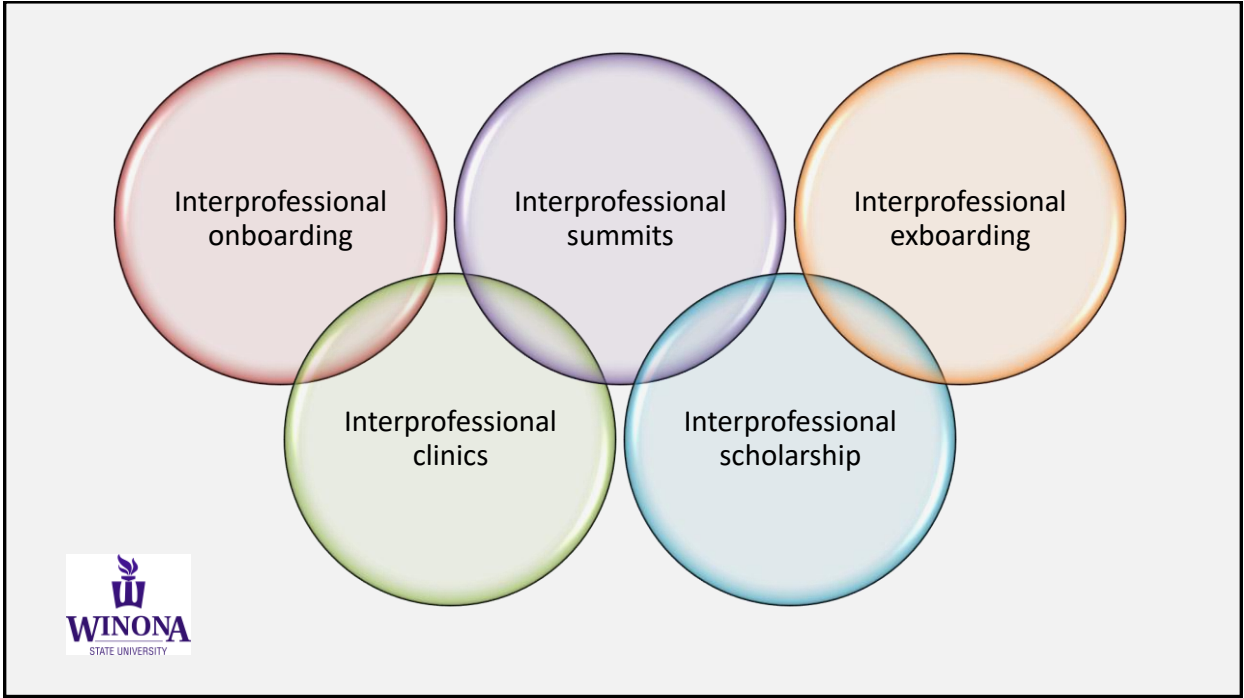 Interprofessional
onboarding
Interprofessional
summits
Interprofessional
exboarding
Interprofessional
clinics
Interprofessional
scholarship
WINONA
STATE UNIVERSITY